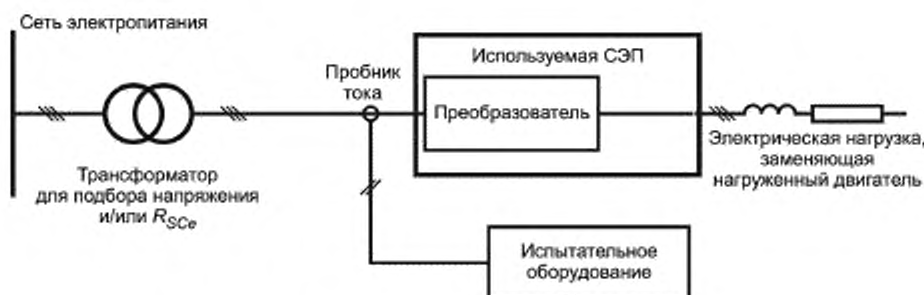 Сеть электропитания
Используемая СЭП
Пробник
тока
Преобразователь
Электрическая нагрузка,
заменяющая
нагруженный двигатель
Трансформатор
для подбора напряжения
и/или R_SCe
Испытательное
оборудование